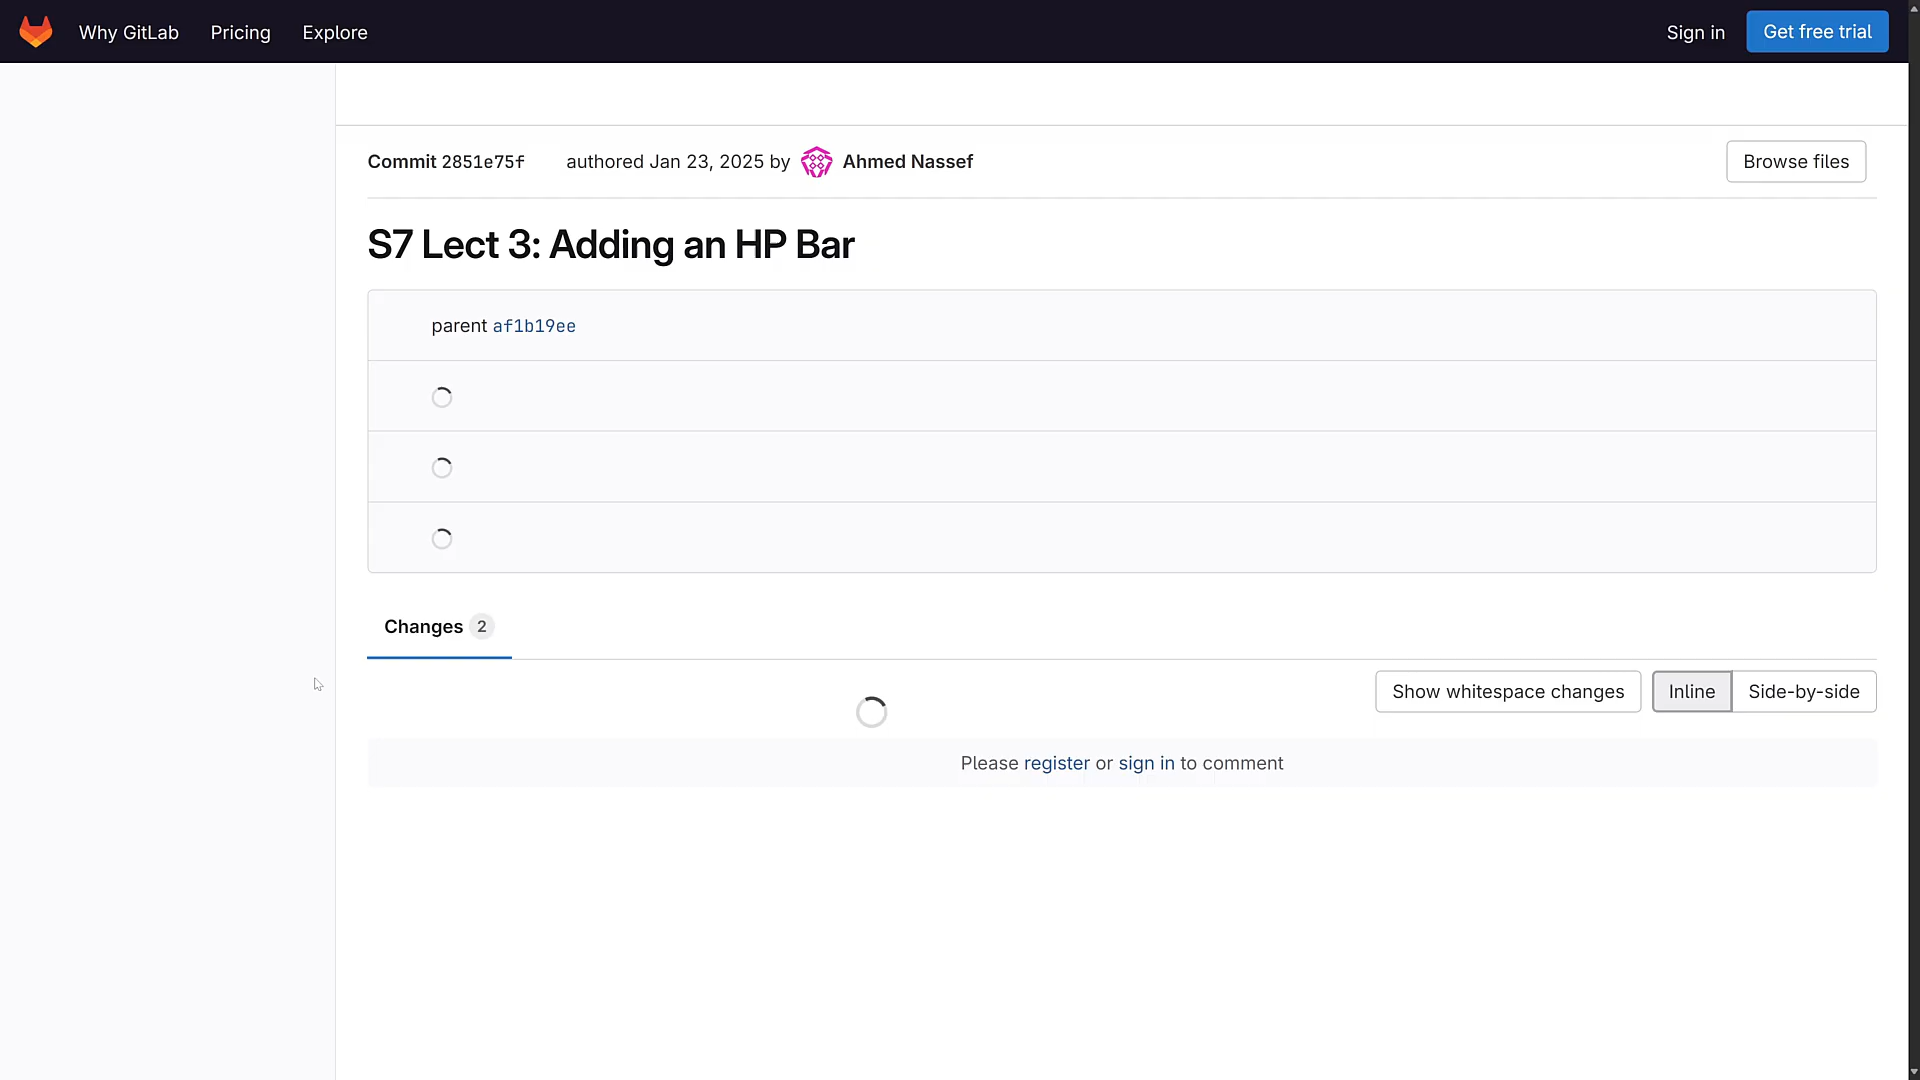 Why GitLab Pricing Explore Sign in Get free trial
Commit 2851e75f authored Jan 23, 2025 by Ahmed Nassef Browse files
S7 Lect 3: Adding an HP Bar
parent af1b19ee
Changes 2
Show whitespace changes Inline Side-by-side
Please register or sign in to comment